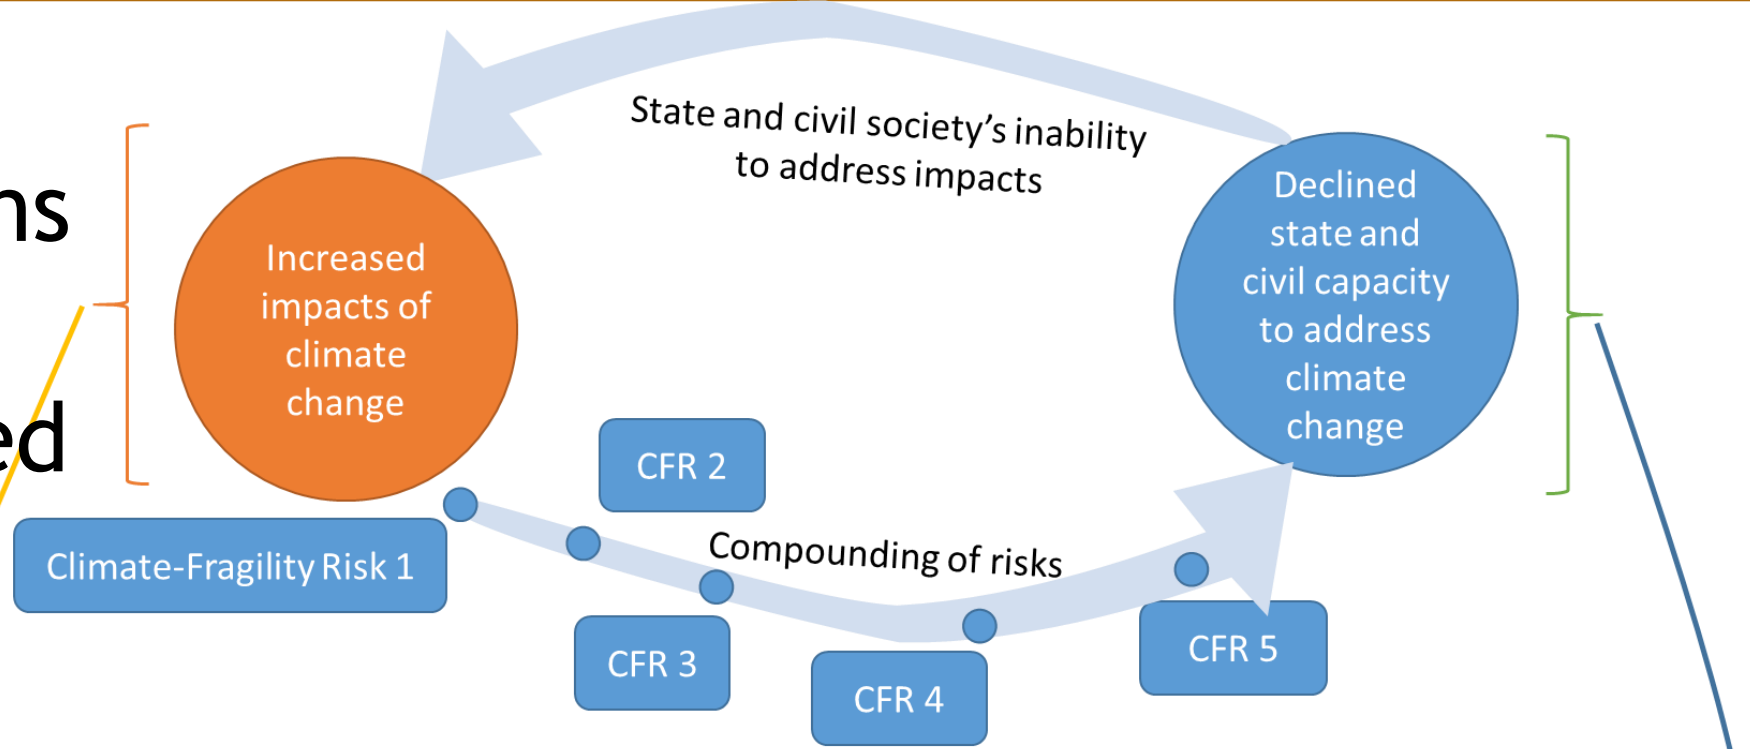 State and civil society’s inability
to address impacts
ns
ed
Increased
impacts of
climate
change
Declined
state and
civil capacity
to address
climate
change
CFR 2
Compounding of risks
Climate-Fragility Risk 1
CFR 3
CFR 4
CFR 5